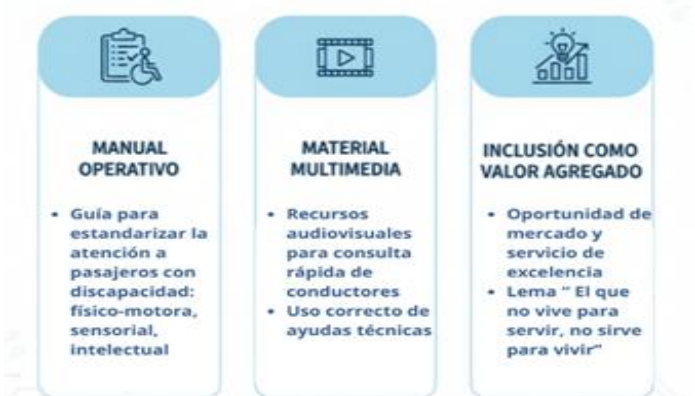 MANUAL
OPERATIVO
• Guía para
estandarizar la
atención a
pasajeros con
discapacidad:
físico-motora,
sensorial,
intelectual
MATERIAL
MULTIMEDIA
• Recursos
audiovisuales
para consulta
rápida de
conductores
• Uso correcto de
ayudas técnicas
INCLUSIÓN COMO
VALOR AGREGADO
• Oportunidad de
mercado y
servicio de
excelencia
• Lema “ El que
no vive para
servir, no sirve
para vivir”